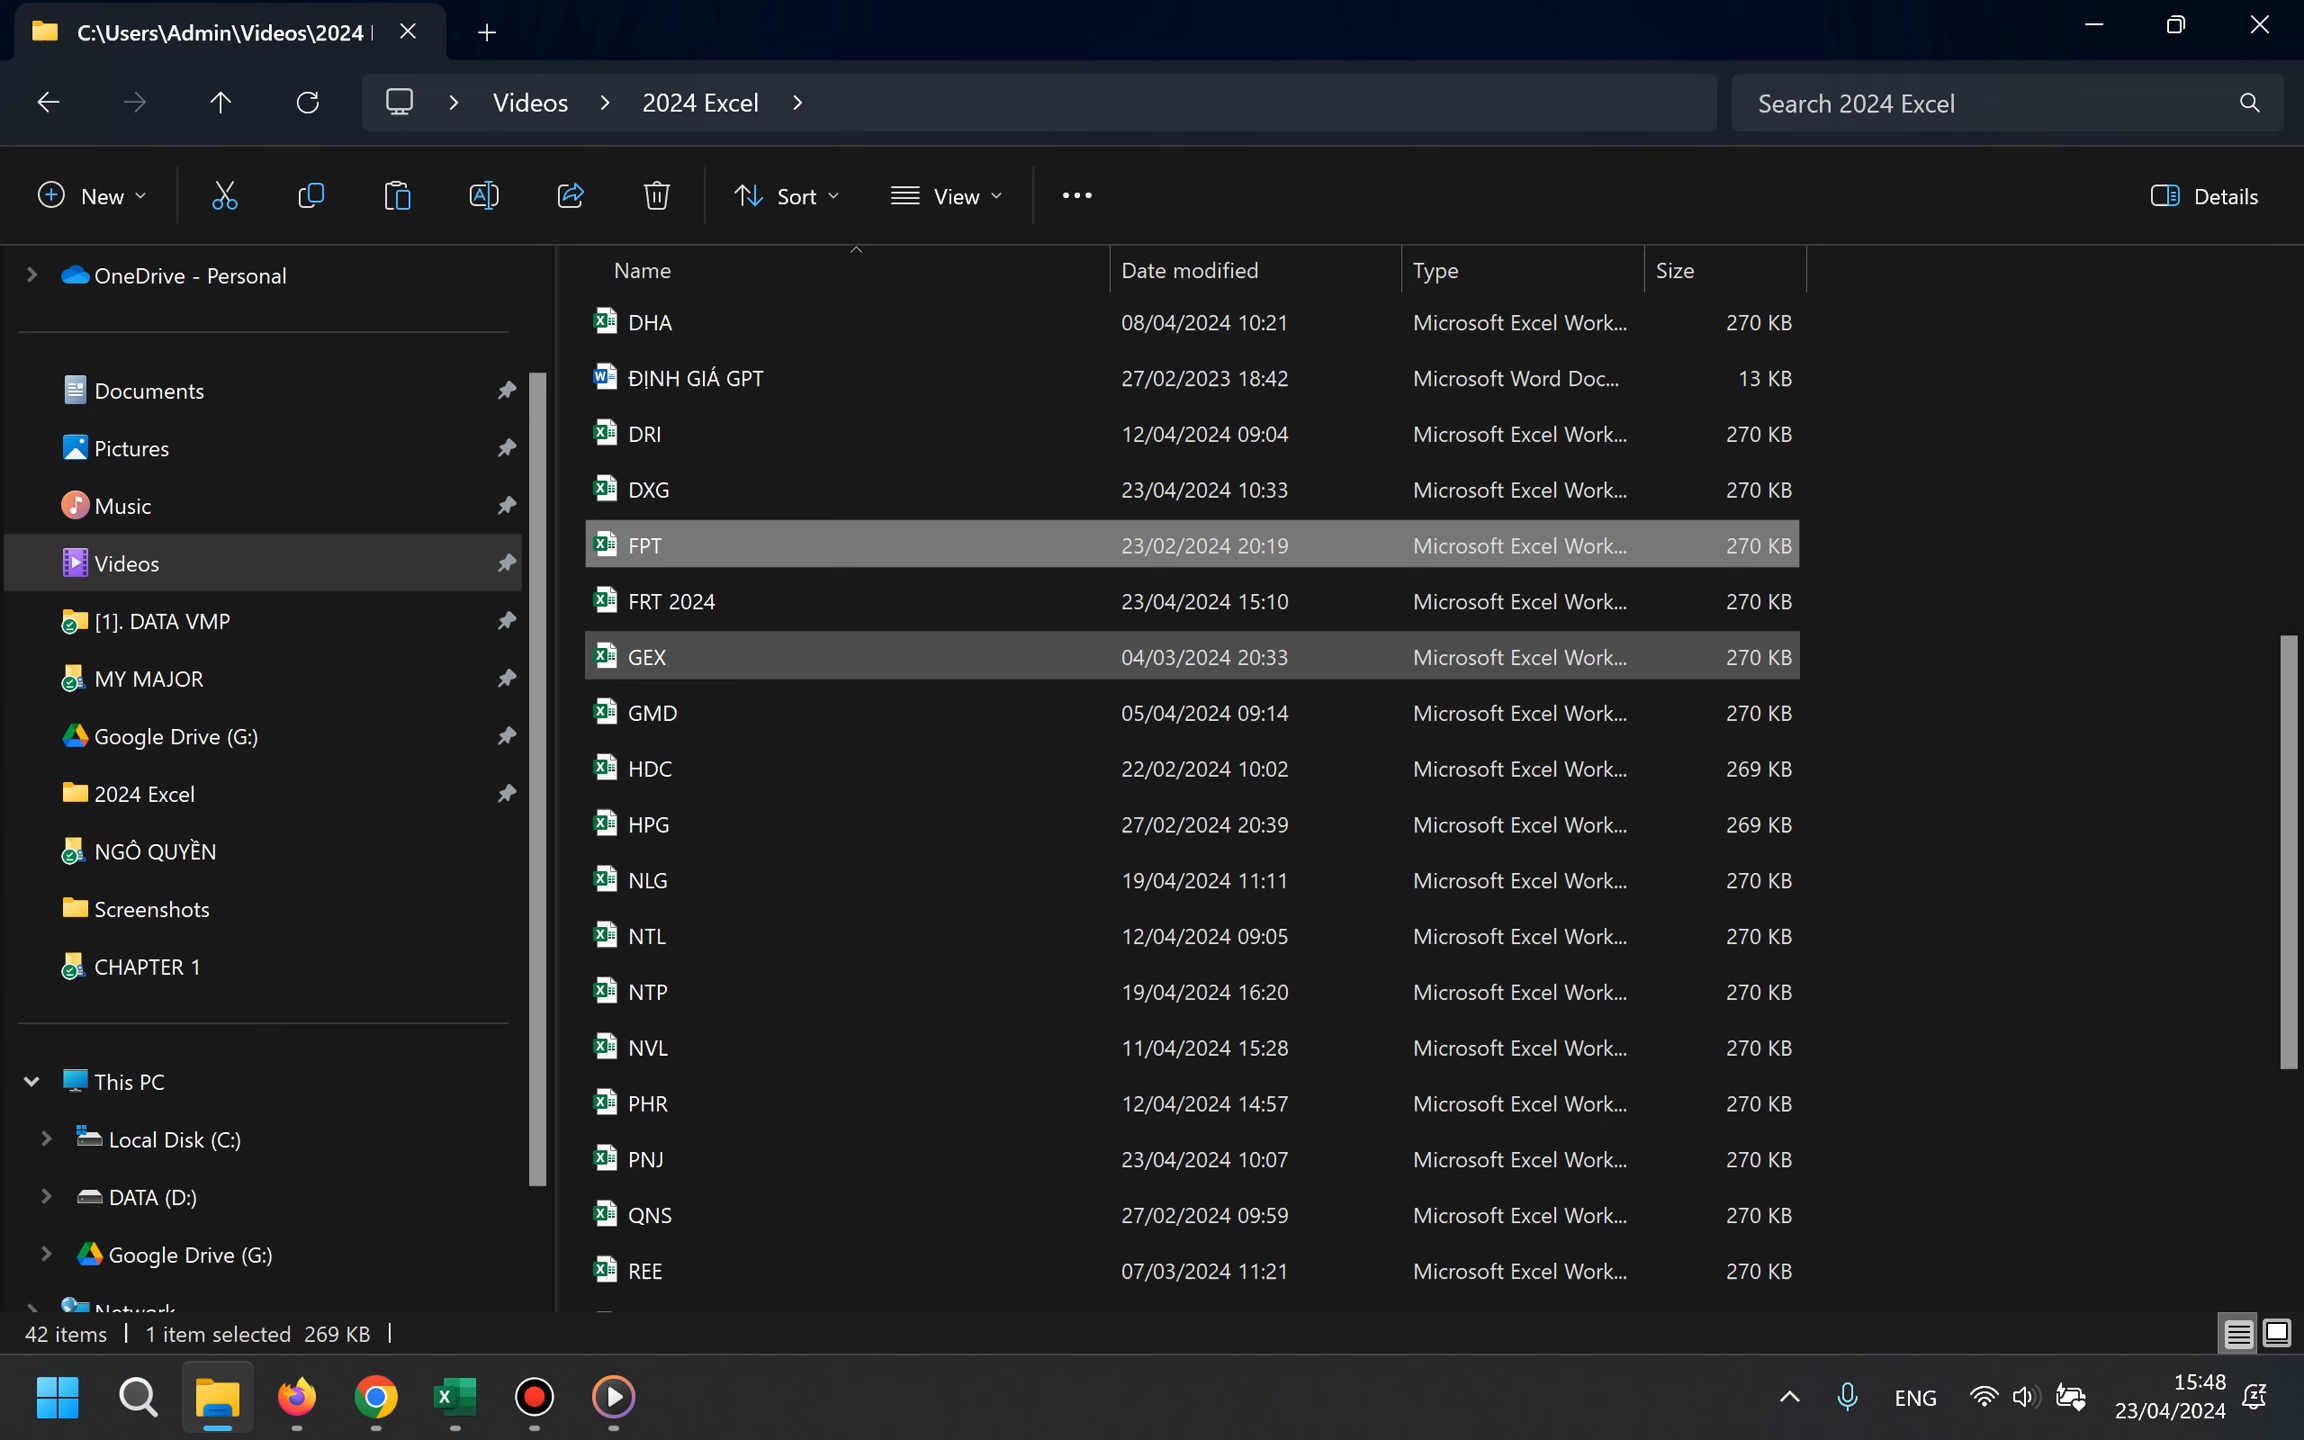 C:\Users\Admin\Videos\2024
Videos 2024 Excel
Search 2024 Excel
New
Sort
View
Details
OneDrive - Personal
Documents
Pictures
Music
Videos
[1]. DATA VMP
MY MAJOR
Google Drive (G:)
2024 Excel
NGÔ QUYỀN
Screenshots
CHAPTER 1
This PC
Local Disk (C:)
DATA (D:)
Google Drive (G:)
Network
Name Date modified Type Size
DHA 08/04/2024 10:21 Microsoft Excel Work... 270 KB
ĐỊNH GIÁ GPT 27/02/2023 18:42 Microsoft Word Doc... 13 KB
DRI 12/04/2024 09:04 Microsoft Excel Work... 270 KB
DXG 23/04/2024 10:33 Microsoft Excel Work... 270 KB
FPT 23/02/2024 20:19 Microsoft Excel Work... 270 KB
FRT 2024 23/04/2024 15:10 Microsoft Excel Work... 270 KB
GEX 04/03/2024 20:33 Microsoft Excel Work... 270 KB
GMD 05/04/2024 09:14 Microsoft Excel Work... 270 KB
HDC 22/02/2024 10:02 Microsoft Excel Work... 269 KB
HPG 27/02/2024 20:39 Microsoft Excel Work... 269 KB
NLG 19/04/2024 11:11 Microsoft Excel Work... 270 KB
NTL 12/04/2024 09:05 Microsoft Excel Work... 270 KB
NTP 19/04/2024 16:20 Microsoft Excel Work... 270 KB
NVL 11/04/2024 15:28 Microsoft Excel Work... 270 KB
PHR 12/04/2024 14:57 Microsoft Excel Work... 270 KB
PNJ 23/04/2024 10:07 Microsoft Excel Work... 270 KB
QNS 27/02/2024 09:59 Microsoft Excel Work... 270 KB
REE 07/03/2024 11:21 Microsoft Excel Work... 270 KB
42 items 1 item selected 269 KB
ENG
15:48
23/04/2024